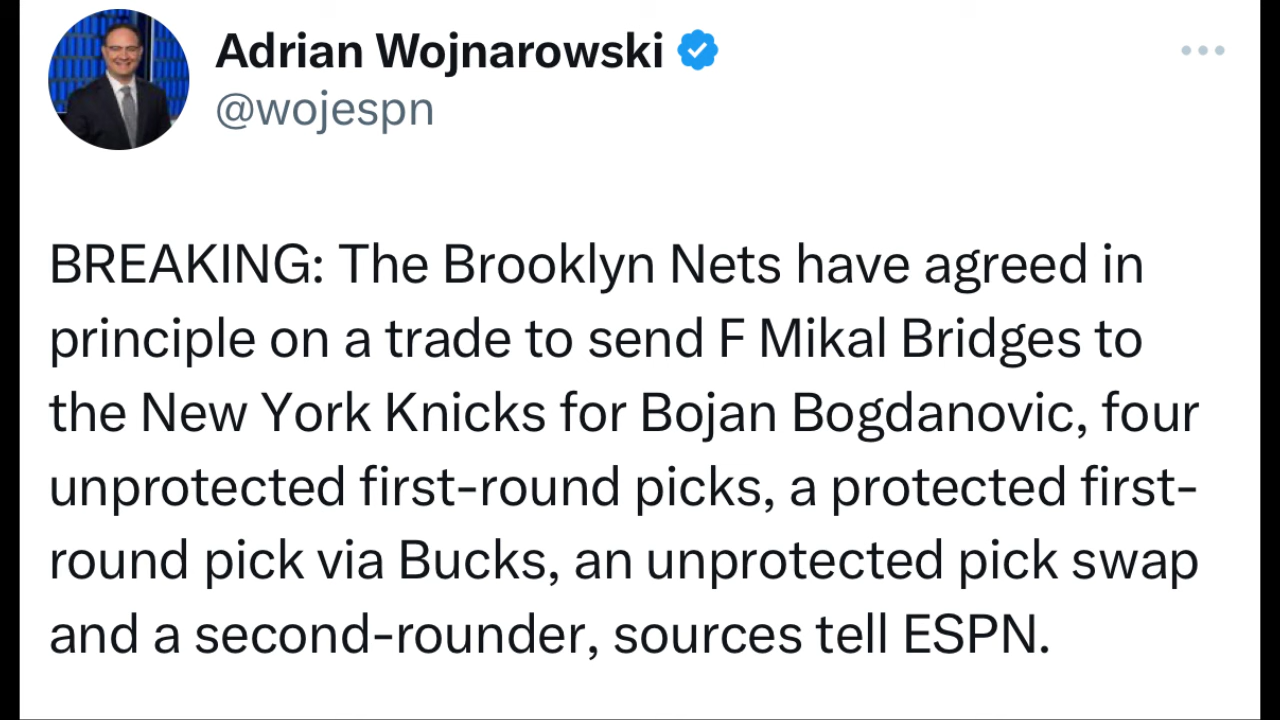 Adrian Wojnarowski
@wojespn
BREAKING: The Brooklyn Nets have agreed in
principle on a trade to send F Mikal Bridges to
the New York Knicks for Bojan Bogdanovic, four
unprotected first-round picks, a protected first-
round pick via Bucks, an unprotected pick swap
and a second-rounder, sources tell ESPN.